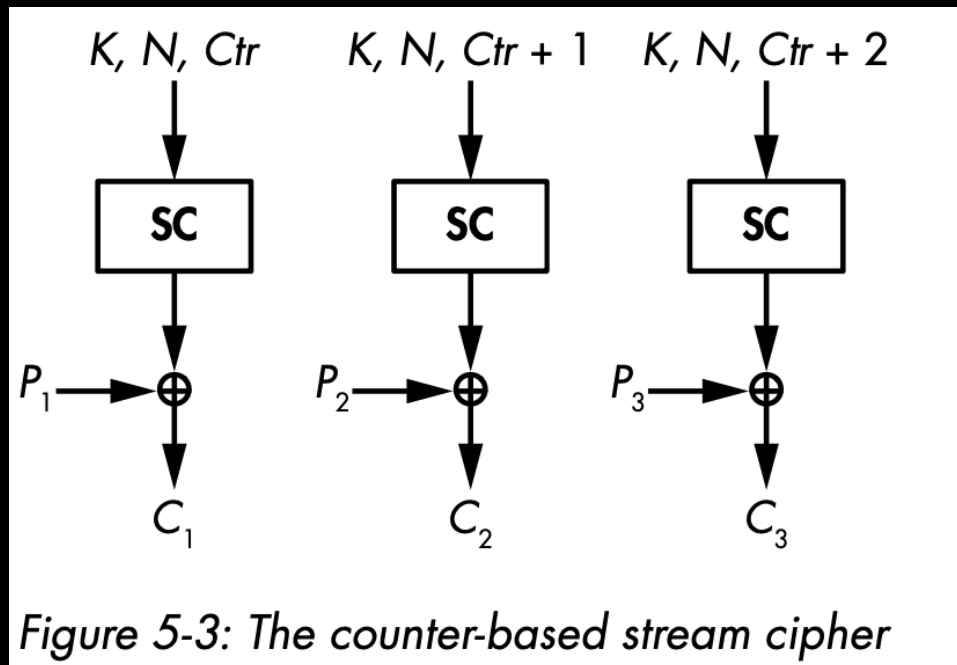 K, N, Ctr K, N, Ctr + 1 K, N, Ctr + 2
SC SC SC
P₁ P₂ P₃
C₁ C₂ C₃
Figure 5-3: The counter-based stream cipher